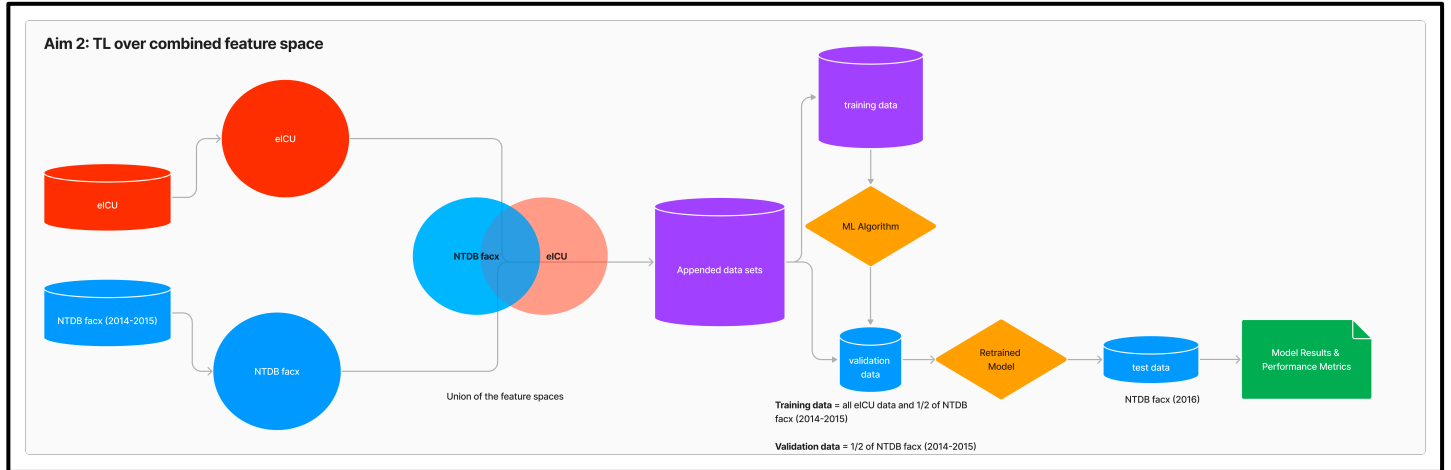 Aim 2: TL over combined feature space
eICU
eICU
NTDB facx (2014-2015)
NTDB facx
NTDB facx
eICU
Union of the feature spaces
Appended data sets
training data
ML Algorithm
validation
data
Training data = all eICU data and 1/2 of NTDB
facx (2014-2015)
Validation data = 1/2 of NTDB facx (2014-2015)
Retrained
Model
test data
NTDB facx (2016)
Model Results &
Performance Metrics